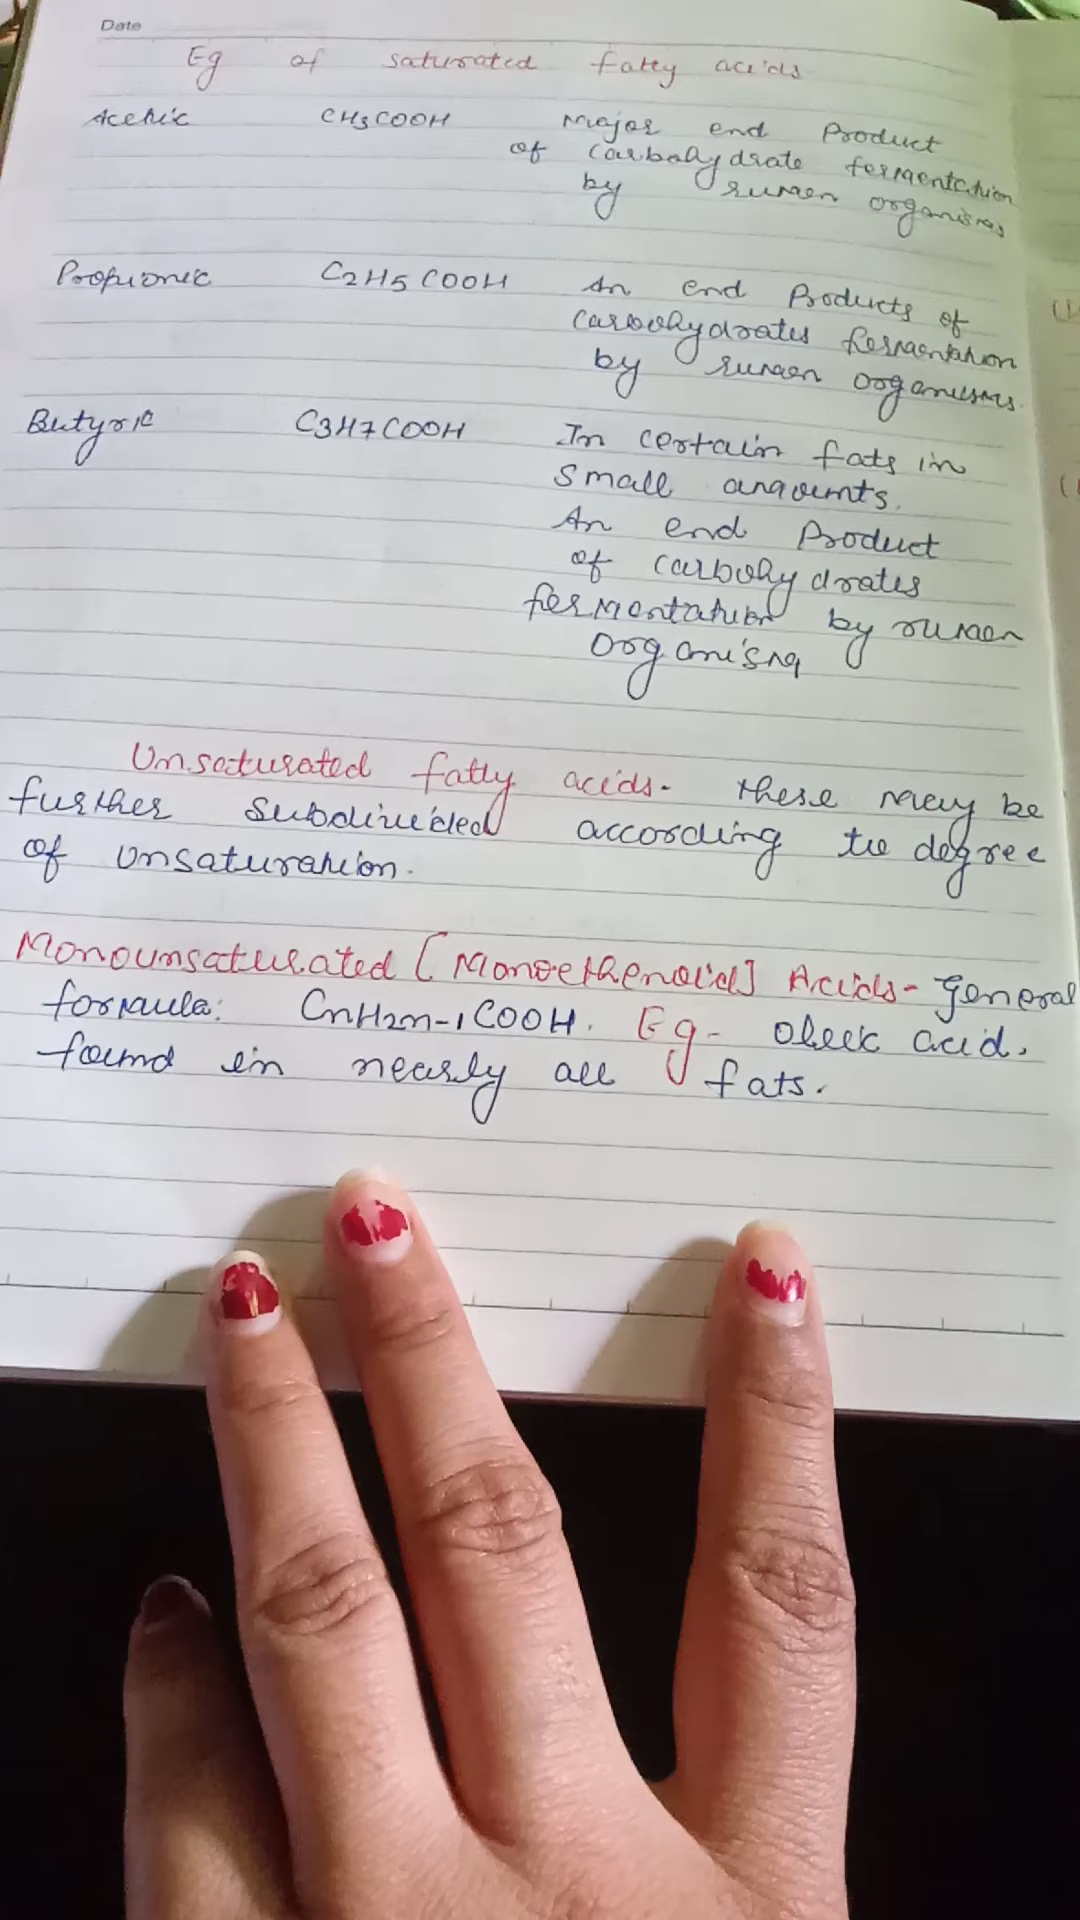 Date
Eg of saturated fatty acids
Acetic CH3COOH Major end Product
of Carbohydrate fermentation
by rumen organisms
Propionic C2H5COOH An end Products of
Carbohydrates fermentation
by rumen organisms.
Butyric C3H7COOH In certain fats in
small amounts.
An end Product
of carbohydrates
fermentation by rumen
Organism
Unsaturated fatty acids- these may be
further subdivided according to degree
of unsaturation.
Monounsaturated [Monoethenoid] Acids- general
formula: CnH2n-1COOH. Eg- Oleic acid,
found in nearly all fats.
(
(